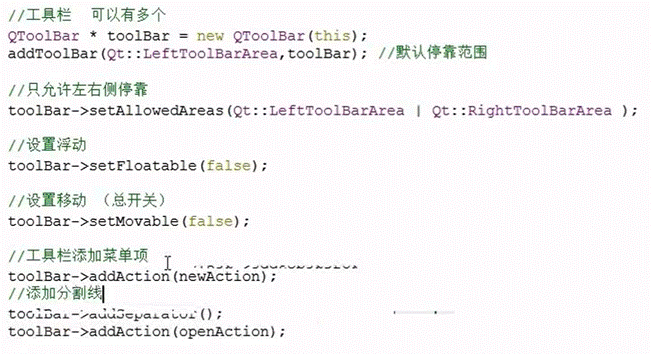 //工具栏  可以有多个
QToolBar * toolBar = new QToolBar(this);
addToolBar(Qt::LeftToolBarArea,toolBar); //默认停靠范围
//只允许左右侧停靠
toolBar->setAllowedAreas(Qt::LeftToolBarArea | Qt::RightToolBarArea );
//设置浮动
toolBar->setFloatable(false);
//设置移动 （总开关）
toolBar->setMovable(false);
//工具栏添加菜单项
toolBar->addAction(newAction);
//添加分割线
toolBar->addSeparator();
toolBar->addAction(openAction);